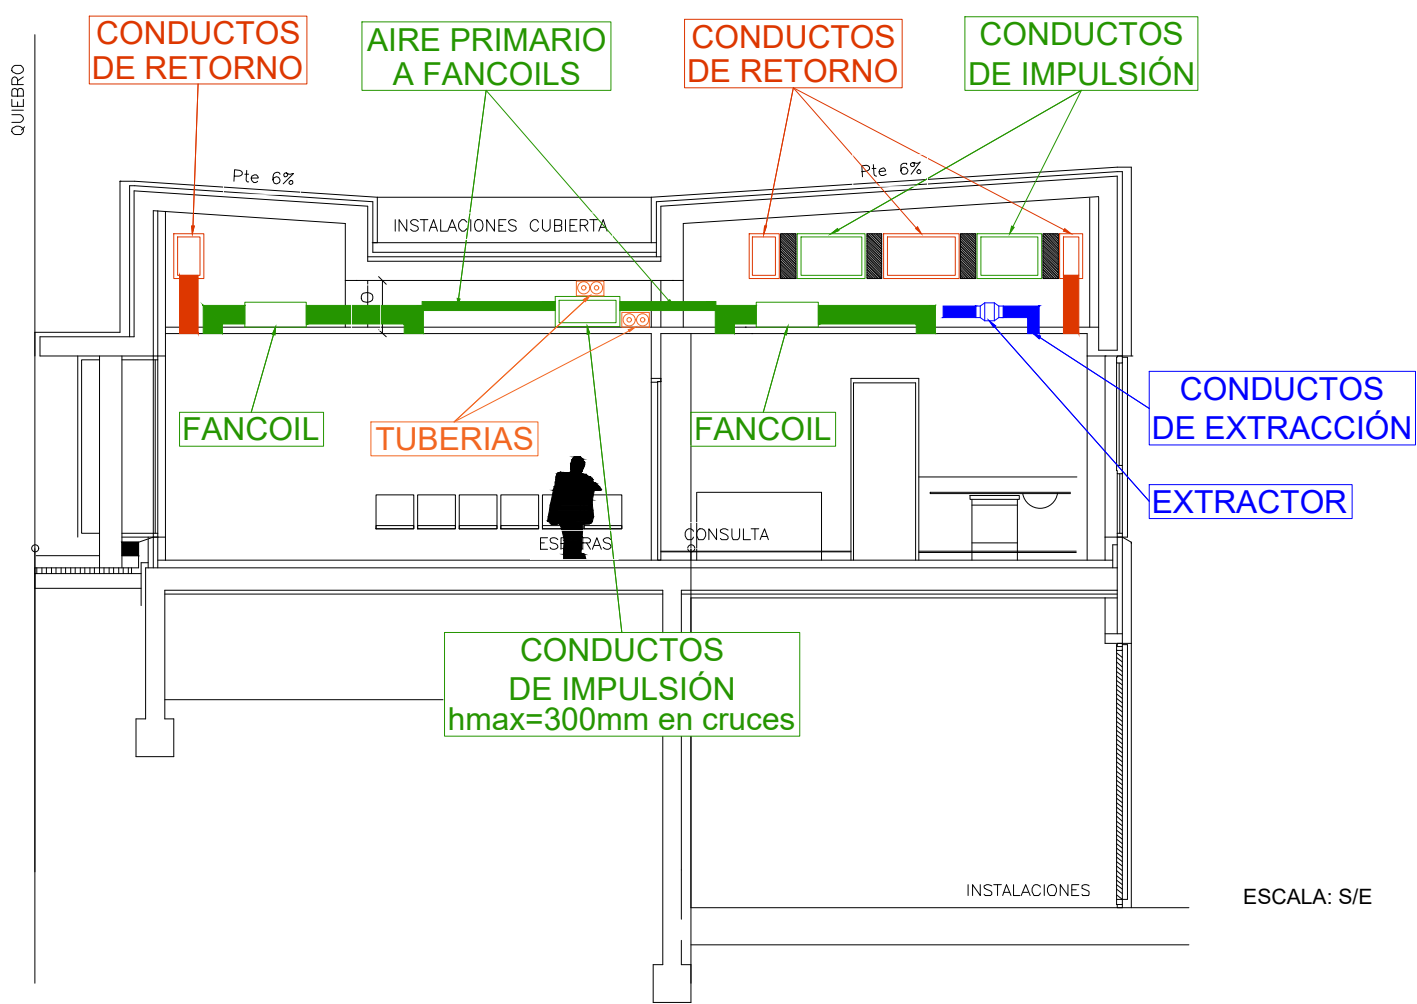 QUIEBRO
CONDUCTOS
DE RETORNO
AIRE PRIMARIO
A FANCOILS
CONDUCTOS
DE RETORNO
CONDUCTOS
DE IMPULSIÓN
Pte 6%
Pte 6%
INSTALACIONES CUBIERTA
FANCOIL
TUBERIAS
FANCOIL
CONDUCTOS
DE EXTRACCIÓN
EXTRACTOR
CONSULTA
CONDUCTOS
DE IMPULSIÓN
hmax=300mm en cruces
INSTALACIONES
ESCALA: S/E